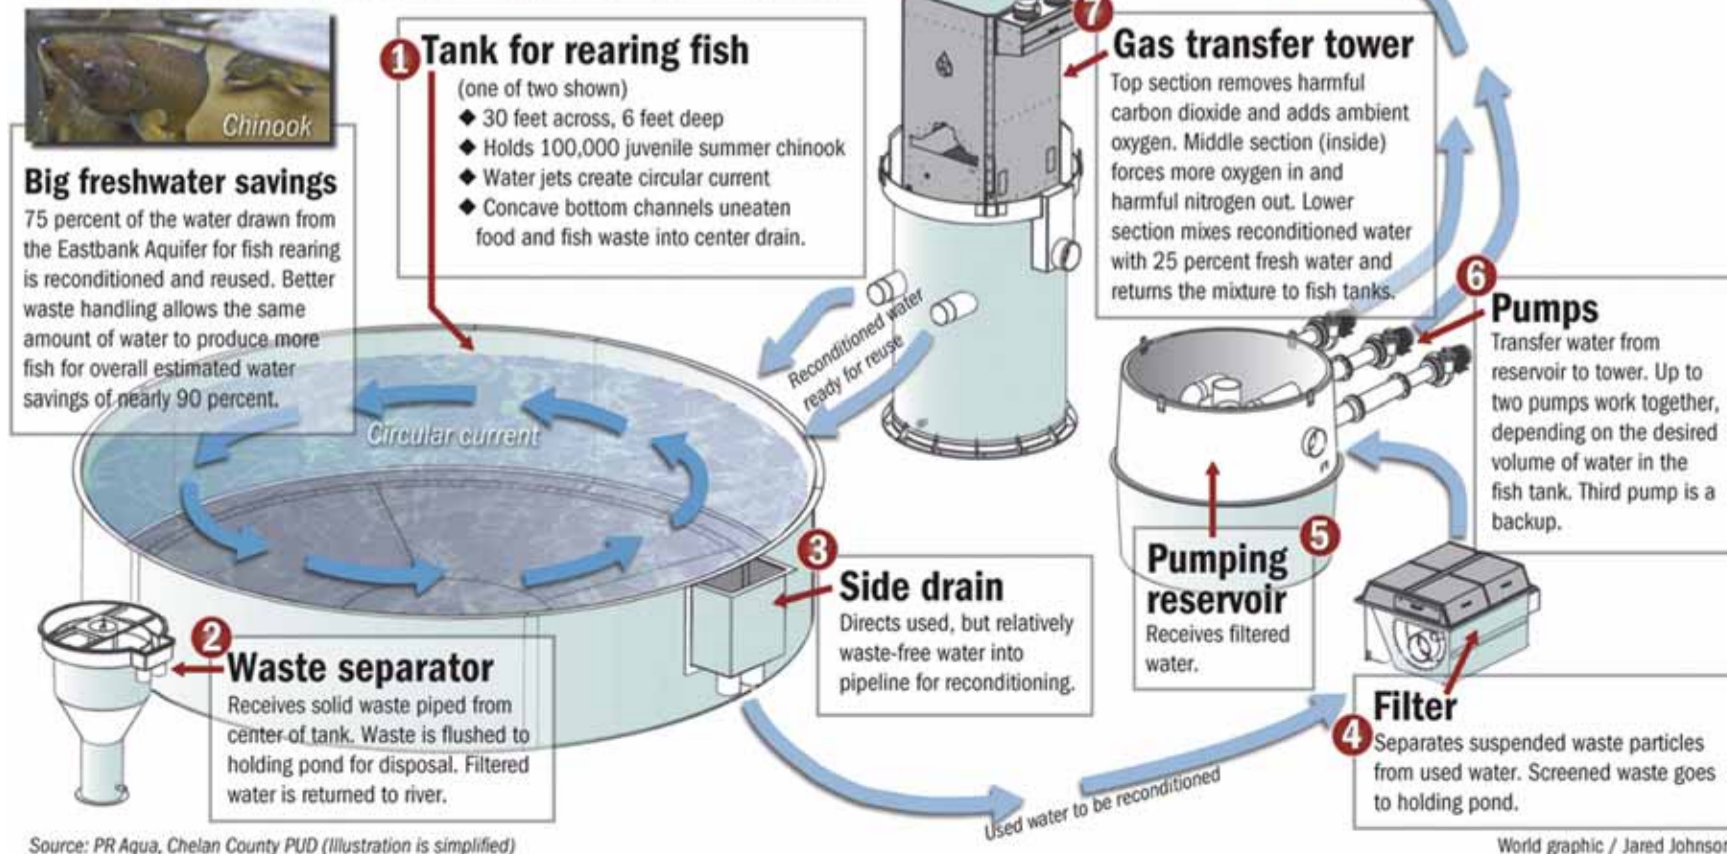 Chinook
Big freshwater savings
75 percent of the water drawn from
the Eastbank Aquifer for fish rearing
is reconditioned and reused. Better
waste handling allows the same
amount of water to produce more
fish for overall estimated water
savings of nearly 90 percent.
1 Tank for rearing fish
(one of two shown)
◆ 30 feet across, 6 feet deep
◆ Holds 100,000 juvenile summer chinook
◆ Water jets create circular current
◆ Concave bottom channels uneaten
food and fish waste into center drain.
7
Gas transfer tower
Top section removes harmful
carbon dioxide and adds ambient
oxygen. Middle section (inside)
forces more oxygen in and
harmful nitrogen out. Lower
section mixes reconditioned water
with 25 percent fresh water and
returns the mixture to fish tanks.
6
Pumps
Transfer water from
reservoir to tower. Up to
two pumps work together,
depending on the desired
volume of water in the
fish tank. Third pump is a
backup.
Reconditioned water
ready for reuse
Circular current
2
Waste separator
Receives solid waste piped from
center of tank. Waste is flushed to
holding pond for disposal. Filtered
water is returned to river.
3
Side drain
Directs used, but relatively
waste-free water into
pipeline for reconditioning.
5
Pumping
reservoir
Receives filtered
water.
4
Filter
Separates suspended waste particles
from used water. Screened waste goes
to holding pond.
Used water to be reconditioned
Source: PR Aqua, Chelan County PUD (Illustration is simplified)
World graphic / Jared Johnson